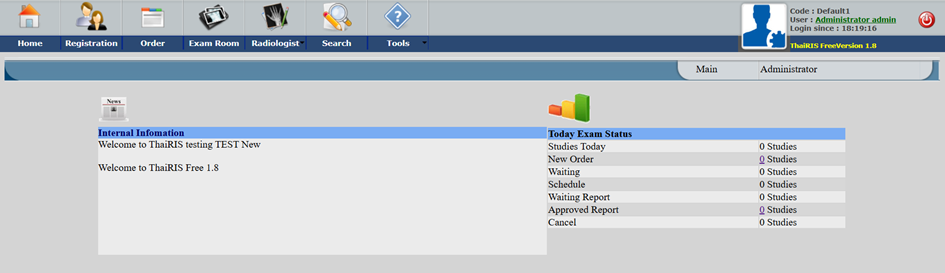 Code : Default1
User : Administrator admin
Login since : 18:19:16
ThaiRIS FreeVersion 1.8
Home Registration Order Exam Room Radiologist Search Tools
Main Administrator
News
Internal Infomation
Welcome to ThaiRIS testing TEST New
Welcome to ThaiRIS Free 1.8
Today Exam Status
Studies Today 0 Studies
New Order 0 Studies
Waiting 0 Studies
Schedule 0 Studies
Waiting Report 0 Studies
Approved Report 0 Studies
Cancel 0 Studies